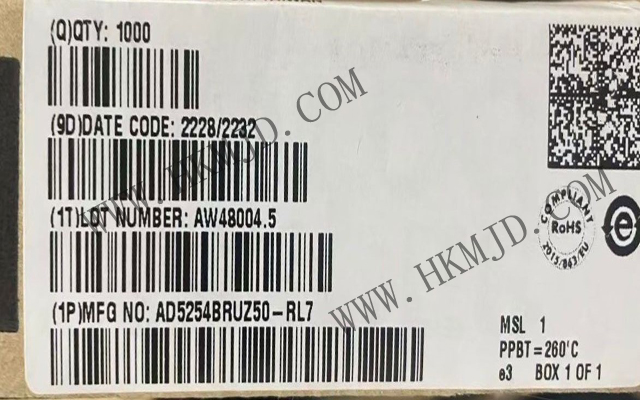 (Q)QTY: 1000
(9D)DATE CODE: 2228/2232
(1T)LOT NUMBER: AW48004.5
(1P)MFG NO: AD5254BRUZ50-RL7
WWW.HKMJD.COM
WWW.HKMJD.COM
COMPLIANT
RoHS
2015/863/EU
e
MSL 1
PPBT=260'C
e3 BOX 1 OF 1